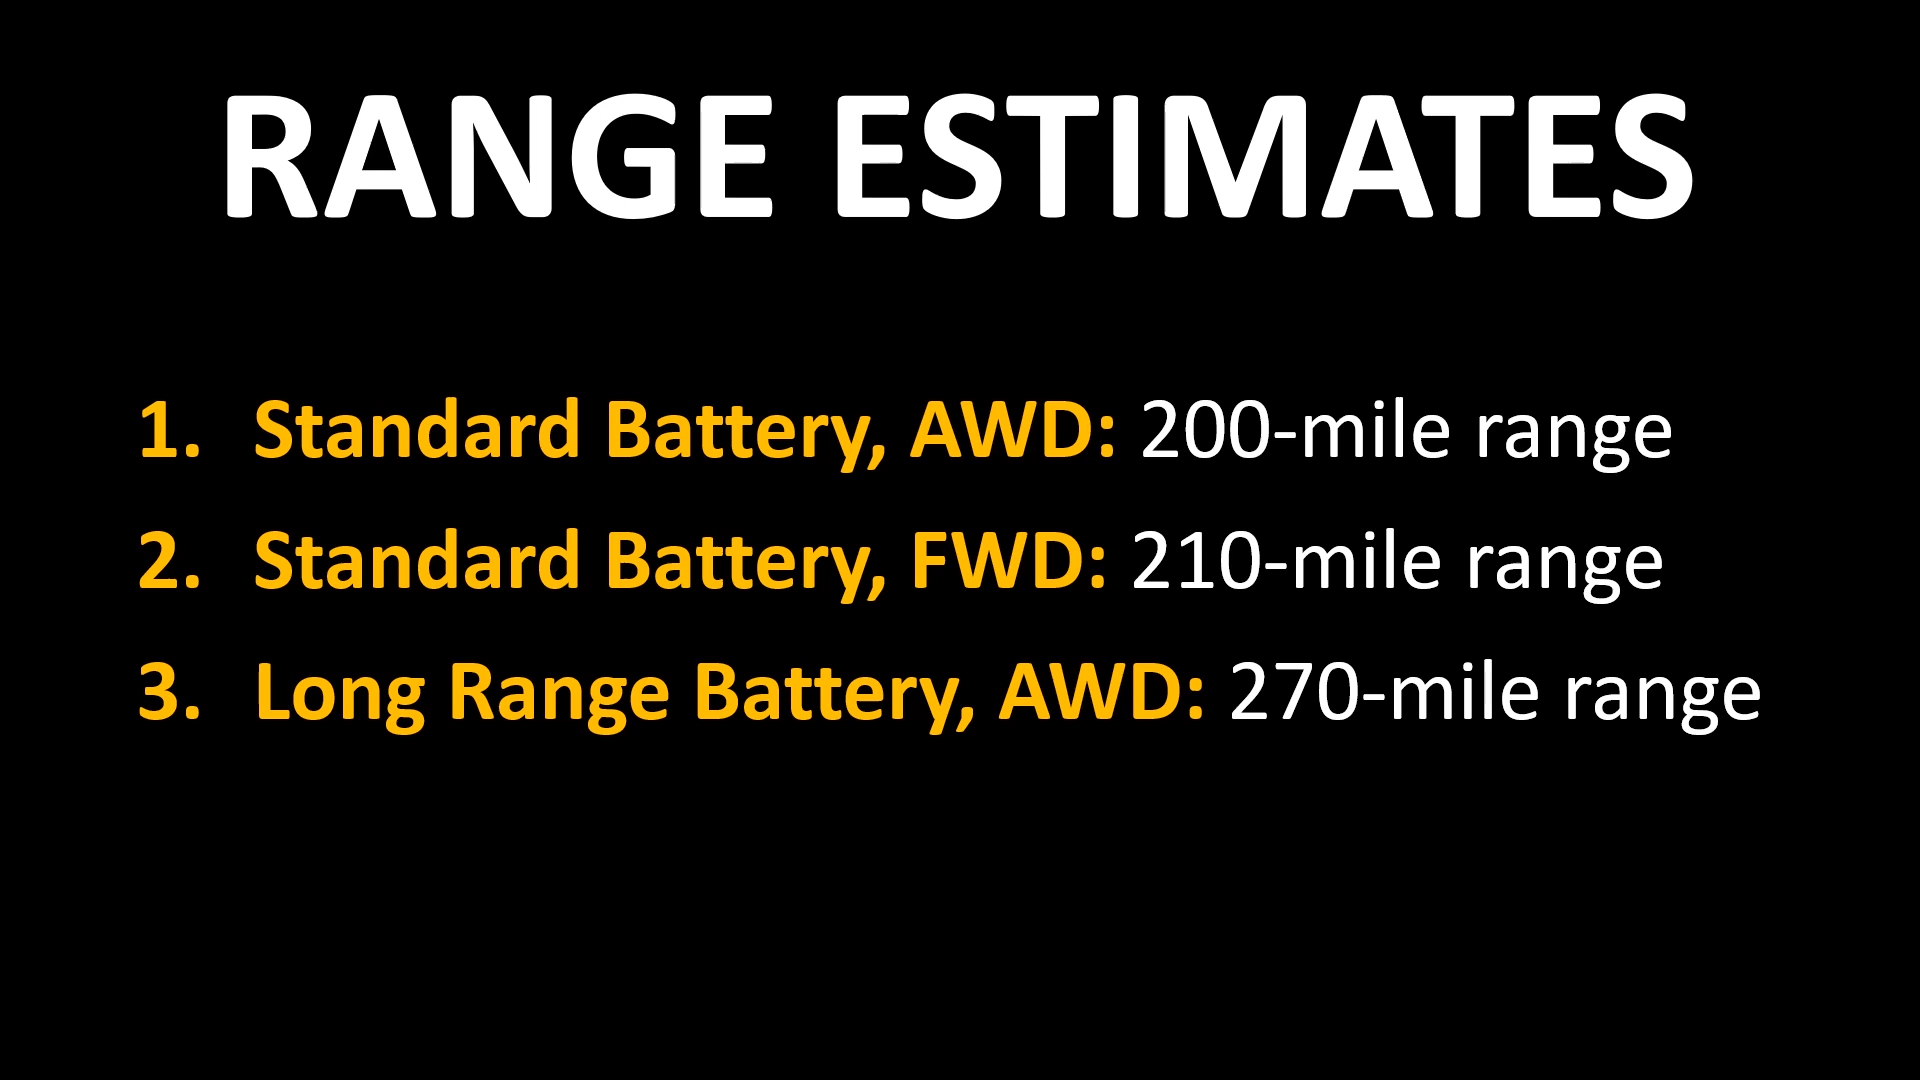 RANGE ESTIMATES
1. Standard Battery, AWD: 200-mile range
2. Standard Battery, FWD: 210-mile range
3. Long Range Battery, AWD: 270-mile range